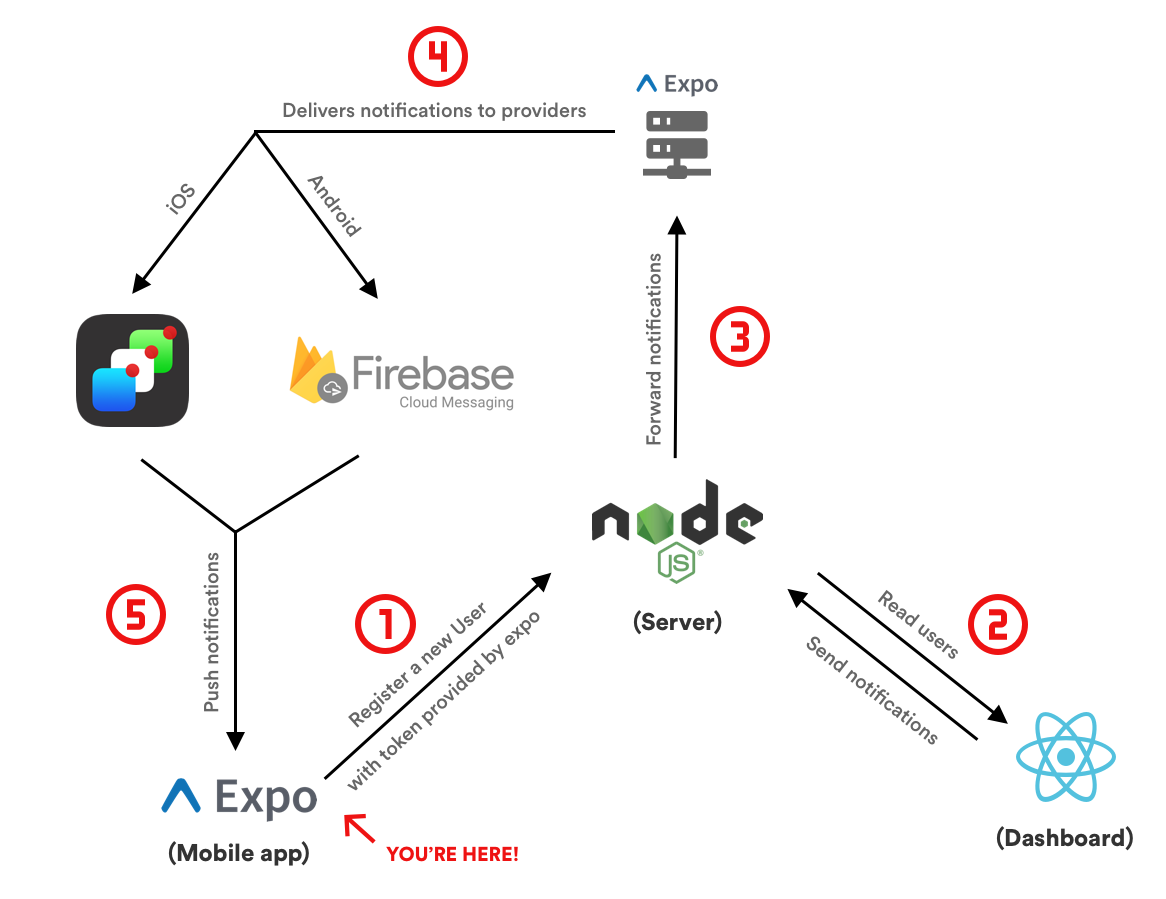 4
Expo
Delivers notifications to providers
iOS
Android
Forward notifications
3
Firebase
Cloud Messaging
node
JS®
(Server)
5
Push notifications
1
Register a new User
with token provided by expo
Read users
2
Send notifications
Expo
(Mobile app)
YOU'RE HERE!
(Dashboard)